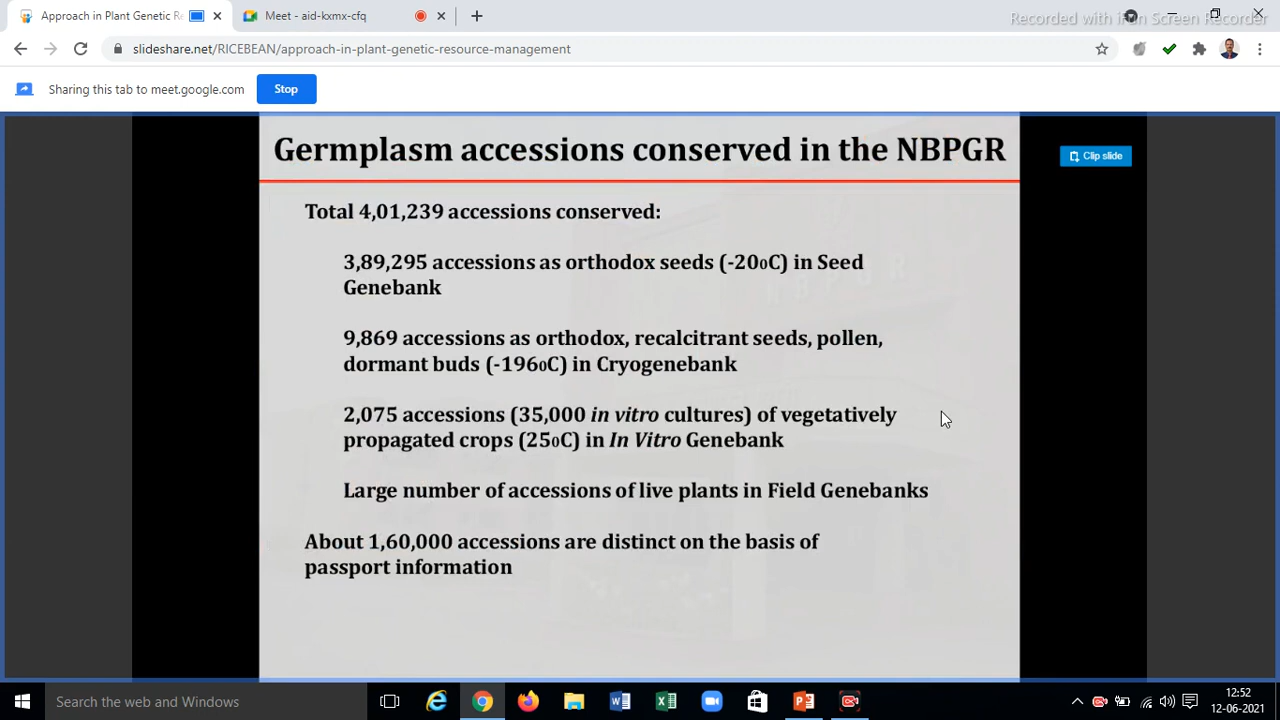 Approach in Plant Genetic Re
Meet - aid-kxmx-cfq
Recorded with iFun Screen Recorder
slideshare.net/RICEBEAN/approach-in-plant-genetic-resource-management
Sharing this tab to meet.google.com
Stop
Germplasm accessions conserved in the NBPGR
Clip slide
Total 4,01,239 accessions conserved:
3,89,295 accessions as orthodox seeds (-20oC) in Seed
Genebank
9,869 accessions as orthodox, recalcitrant seeds, pollen,
dormant buds (-196oC) in Cryogenebank
2,075 accessions (35,000 in vitro cultures) of vegetatively
propagated crops (25oC) in In Vitro Genebank
Large number of accessions of live plants in Field Genebanks
About 1,60,000 accessions are distinct on the basis of
passport information
Search the web and Windows
12:52
12-06-2021